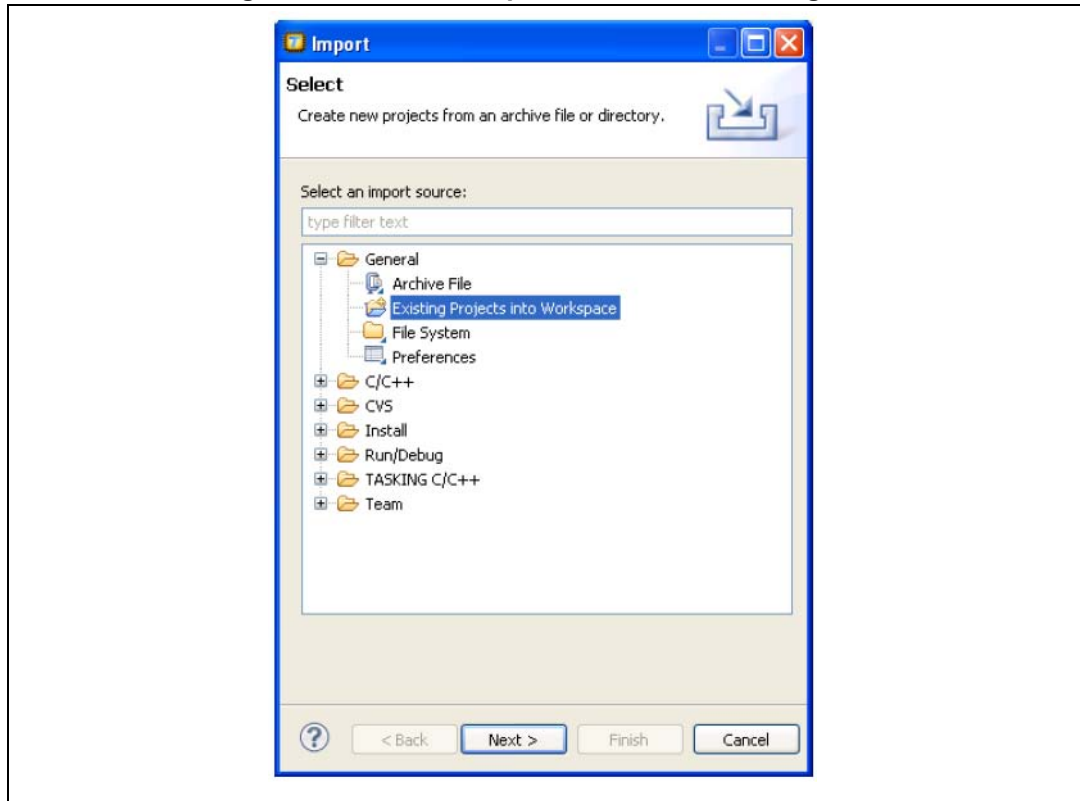 Import
Select
Create new projects from an archive file or directory.
Select an import source:
type filter text
General
Archive File
Existing Projects into Workspace
File System
Preferences
C/C++
CVS
Install
Run/Debug
TASKING C/C++
Team
?
< Back
Next >
Finish
Cancel